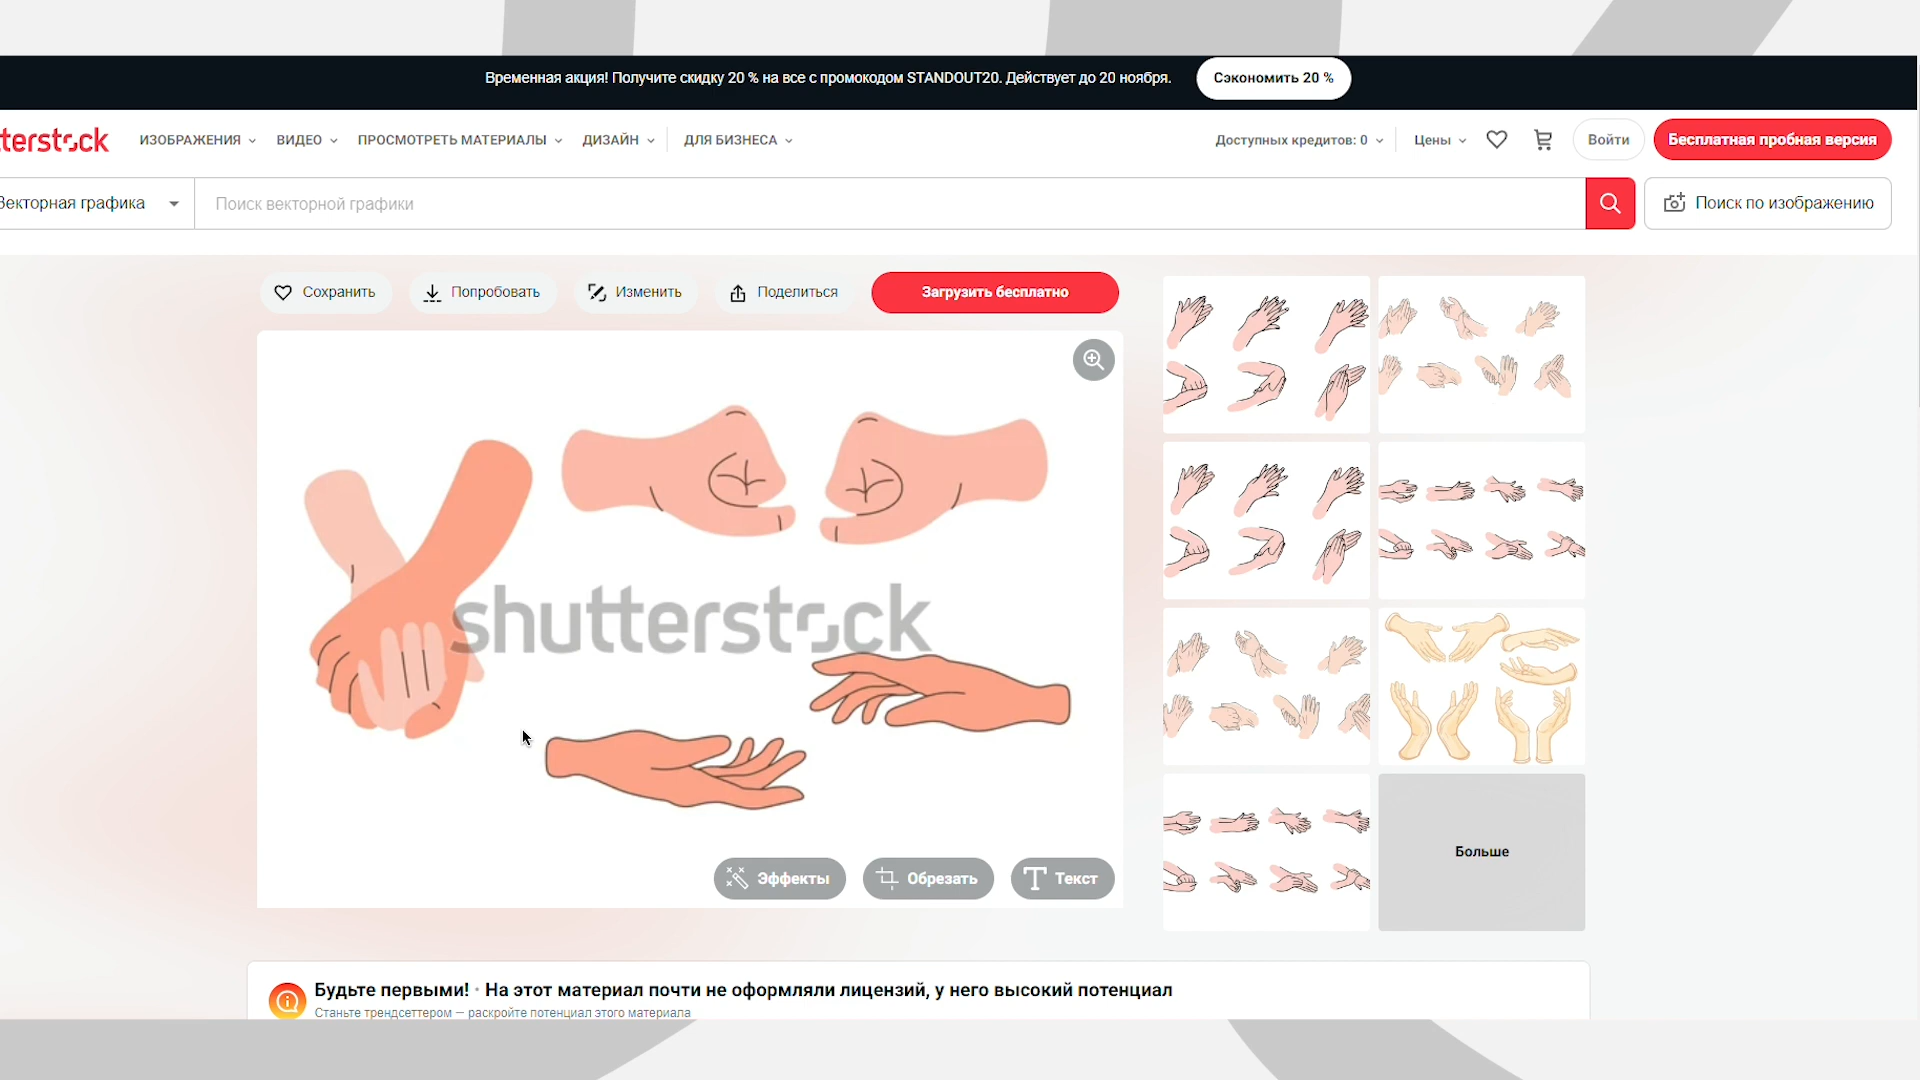 Временная акция! Получите скидку 20 % на все с промокодом STANDOUT20. Действует до 20 ноября.
Сэкономить 20 %
terstock
ИЗОБРАЖЕНИЯ
ВИДЕО
ПРОСМОТРЕТЬ МАТЕРИАЛЫ
ДИЗАЙН
ДЛЯ БИЗНЕСА
Доступных кредитов: 0
Цены
Войти
Бесплатная пробная версия
Векторная графика
Поиск векторной графики
Поиск по изображению
Сохранить
Попробовать
Изменить
Поделиться
Загрузить бесплатно
shutterstock
Эффекты
Обрезать
Текст
Больше
Будьте первыми! · На этот материал почти не оформляли лицензий, у него высокий потенциал
Станьте трендсеттером — раскройте потенциал этого материала